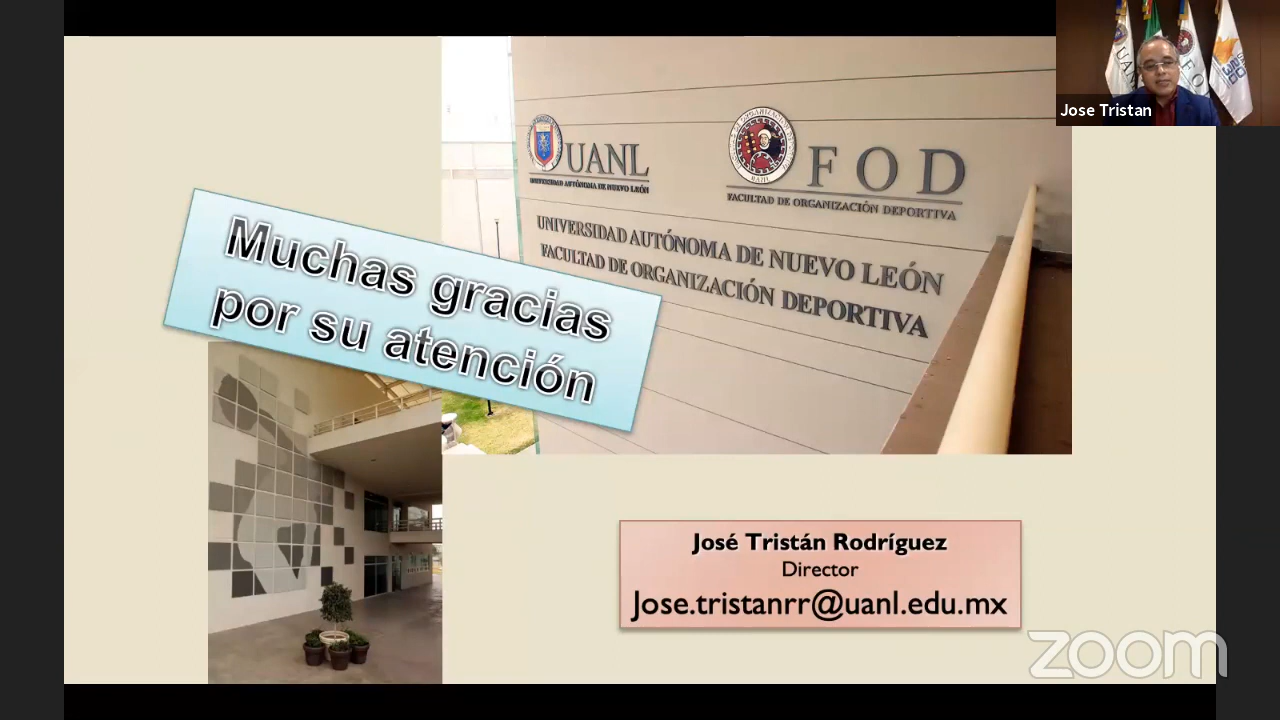 Jose Tristan
UANL
UNIVERSIDAD AUTÓNOMA DE NUEVO LEÓN
FOD
FACULTAD DE ORGANIZACIÓN DEPORTIVA
UNIVERSIDAD AUTÓNOMA DE NUEVO LEÓN
FACULTAD DE ORGANIZACIÓN DEPORTIVA
Muchas gracias
por su atención
José Tristán Rodríguez
Director
Jose.tristanrr@uanl.edu.mx
zoom